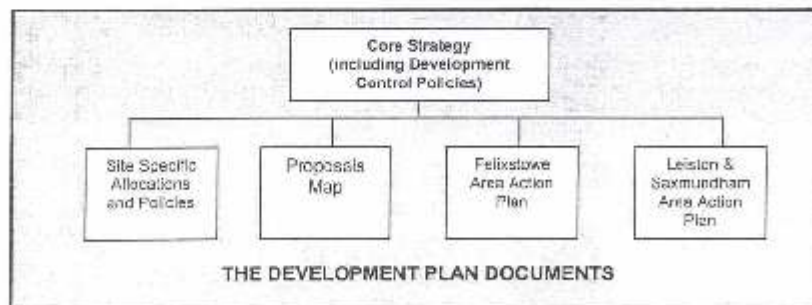 Core Strategy
(including Development
Control Policies)
Site Specific
Allocations
and Policies
Proposals
Map
Felixstowe
Area Action
Plan
Leiston &
Saxmundham
Area Action
Plan
THE DEVELOPMENT PLAN DOCUMENTS